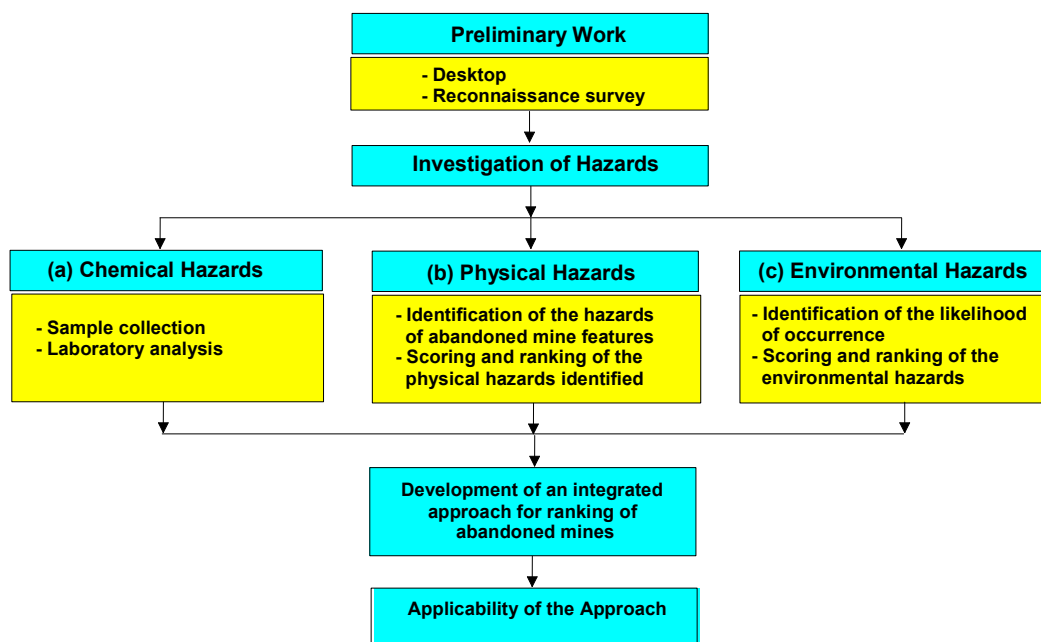 Preliminary Work
- Desktop
- Reconnaissance survey
Investigation of Hazards
(a) Chemical Hazards
- Sample collection
- Laboratory analysis
(b) Physical Hazards
- Identification of the hazards
of abandoned mine features
- Scoring and ranking of the
physical hazards identified
(c) Environmental Hazards
- Identification of the likelihood
of occurrence
- Scoring and ranking of the
environmental hazards
Development of an integrated
approach for ranking of
abandoned mines
Applicability of the Approach